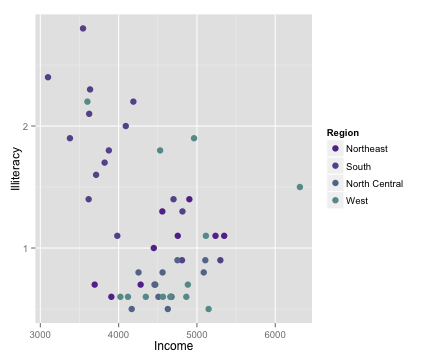 Illiteracy
2
1
3000 4000 5000 6000
Income
Region
Northeast
South
North Central
West